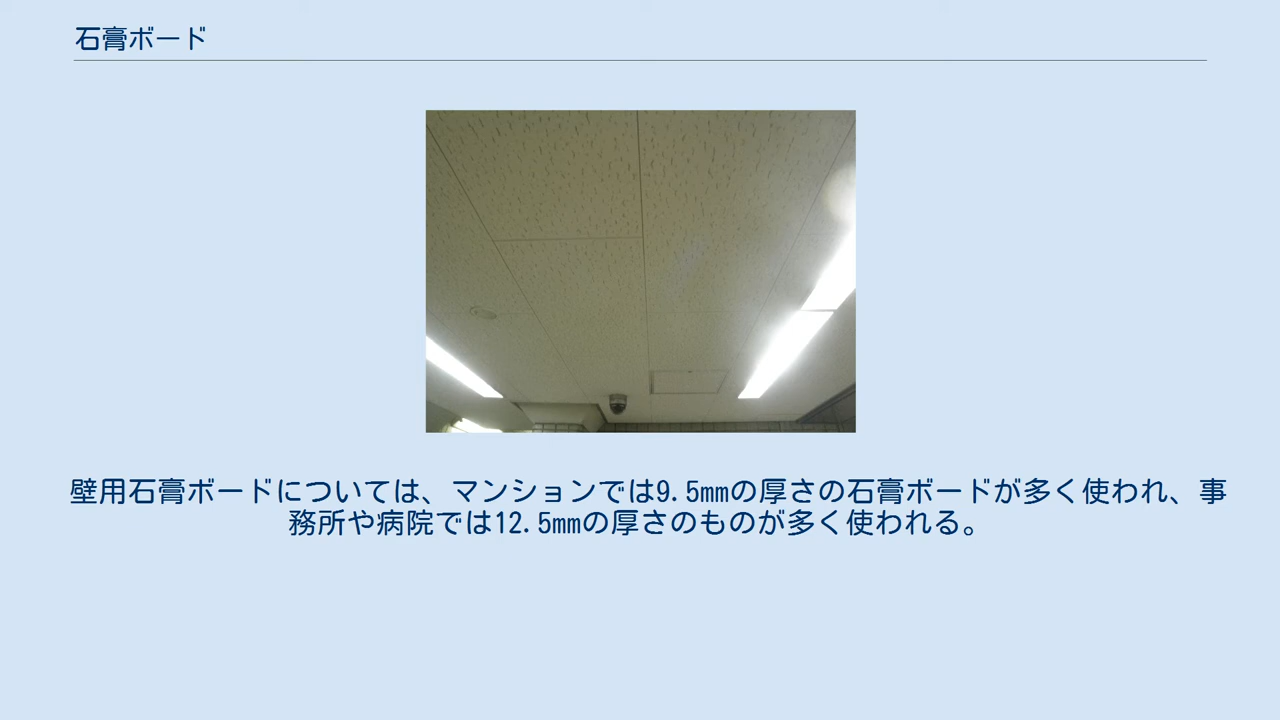 石膏ボード
壁用石膏ボードについては、マンションでは9.5mmの厚さの石膏ボードが多く使われ、事
務所や病院では12.5mmの厚さのものが多く使われる。